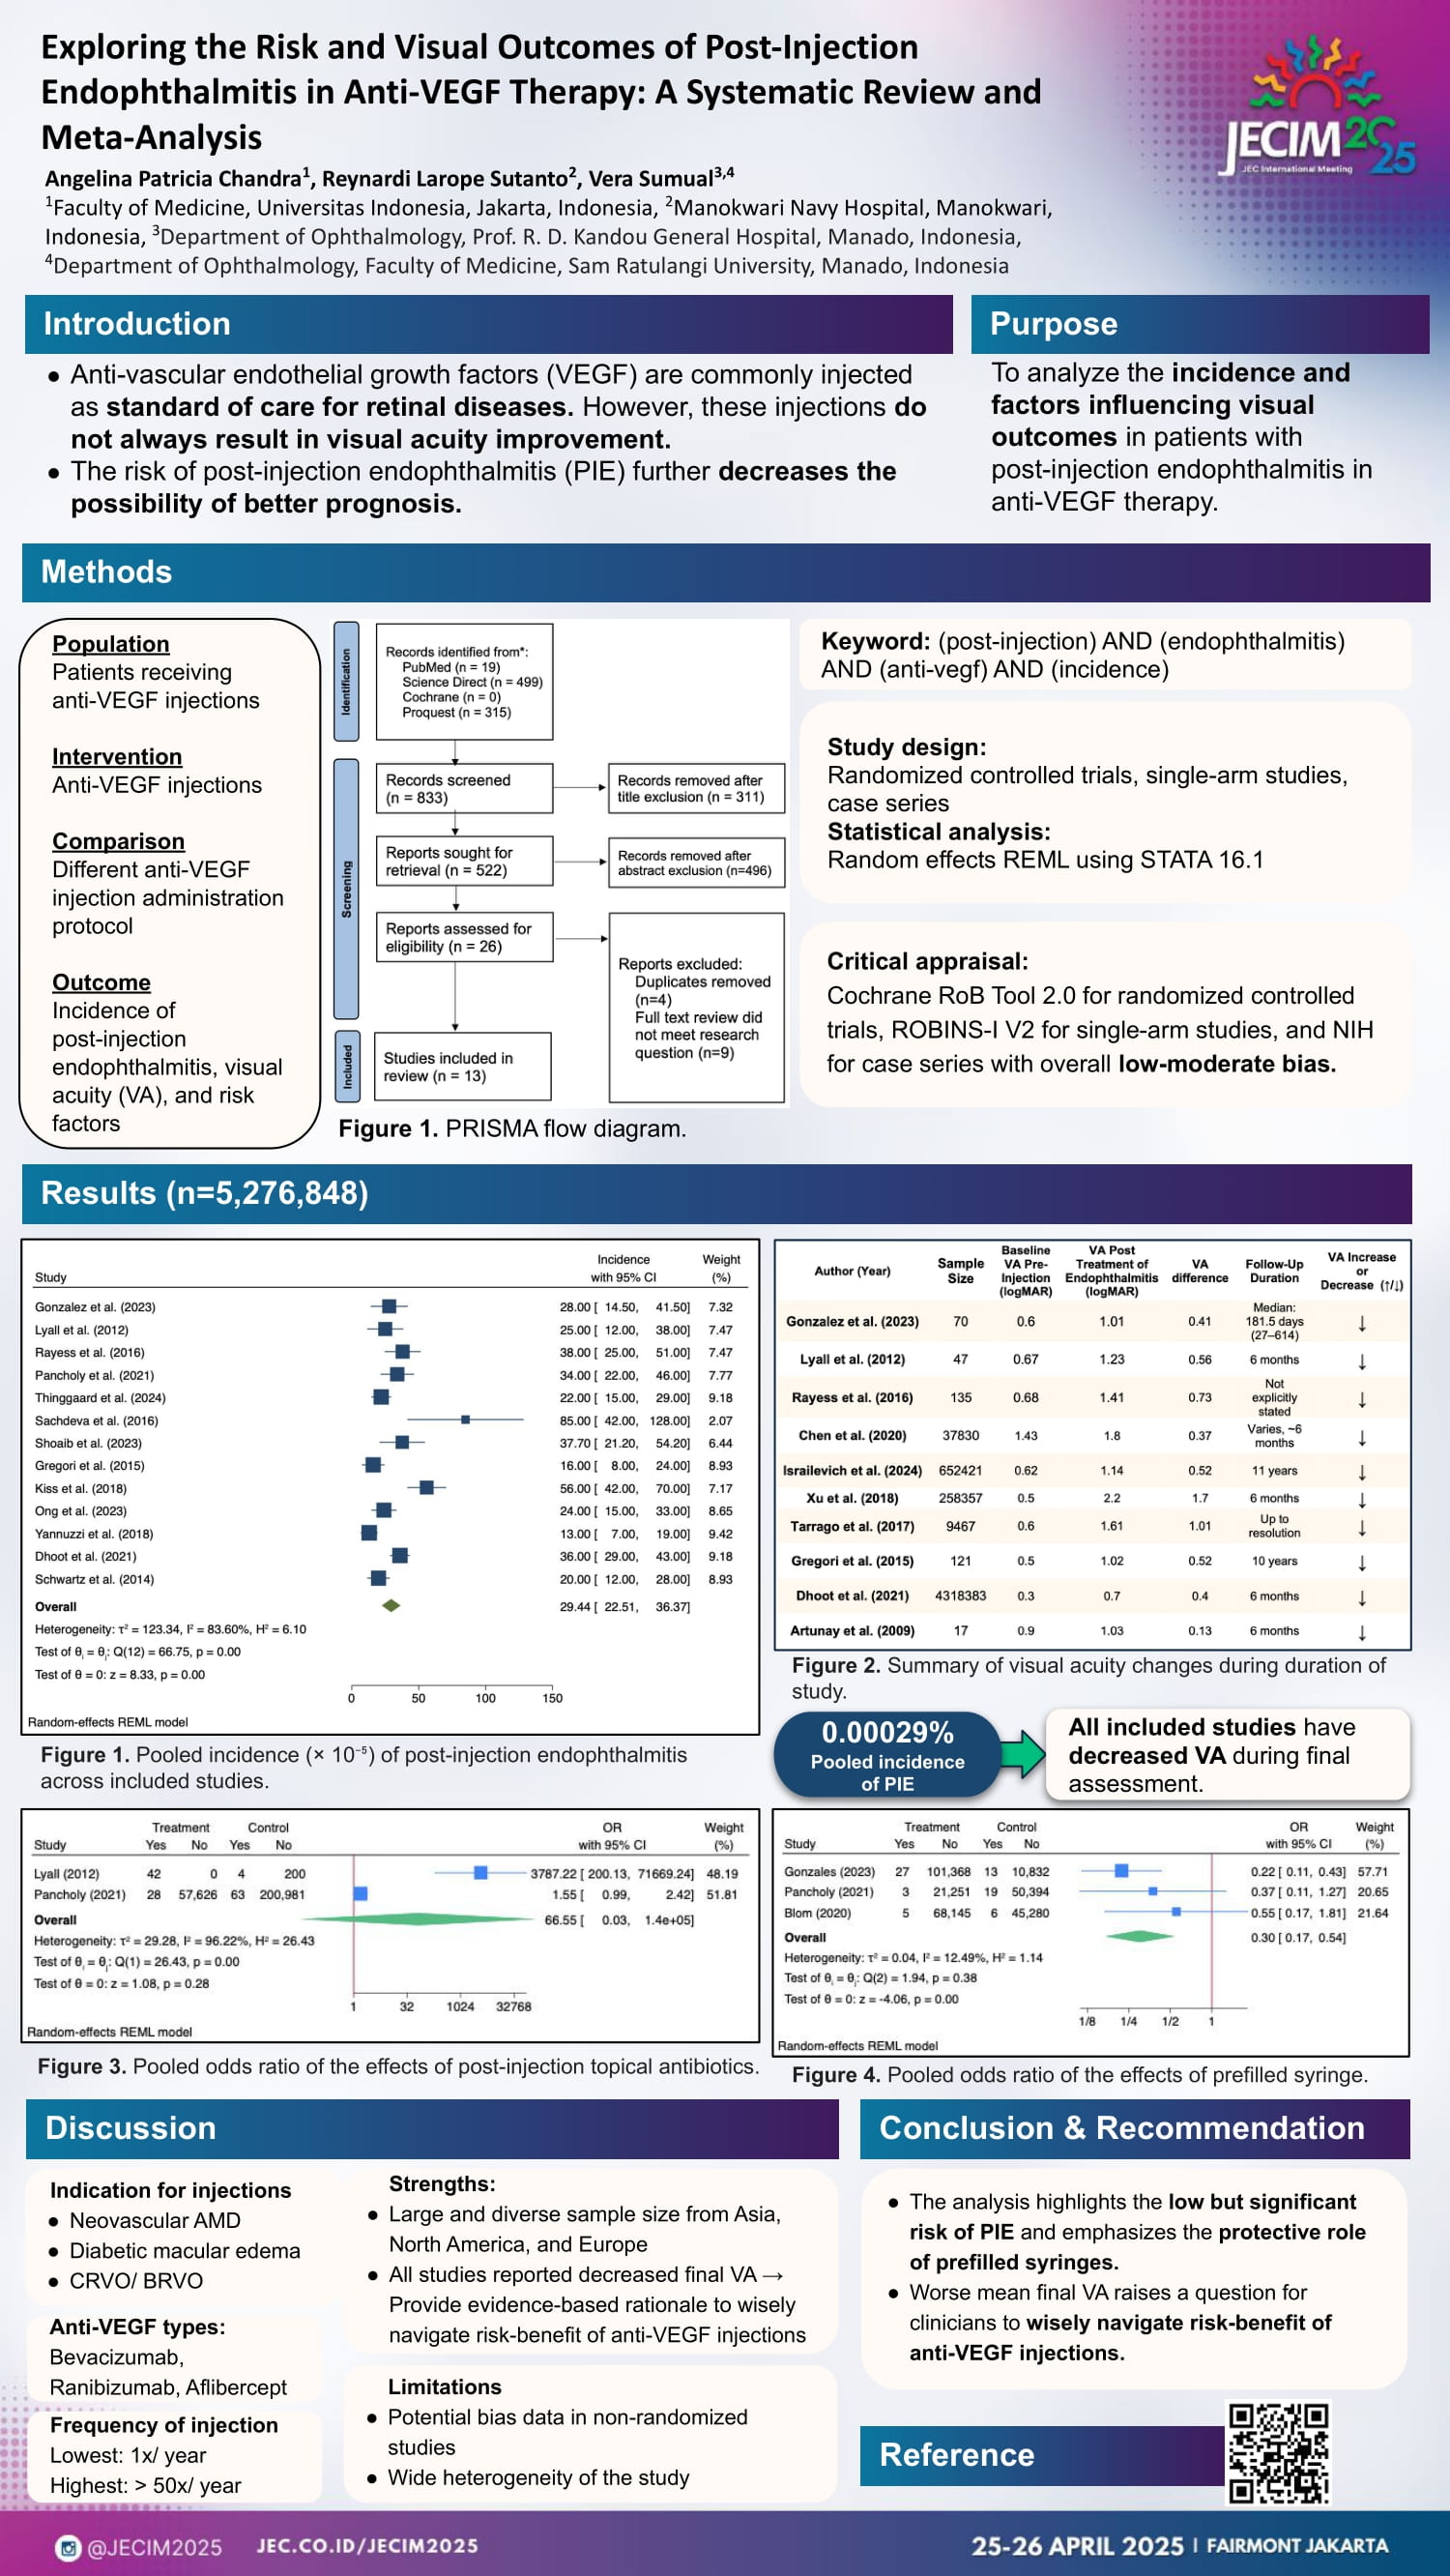 Exploring the Risk and Visual Outcomes of Post-Injection
Endophthalmitis in Anti-VEGF Therapy: A Systematic Review and
Meta-Analysis
Angelina Patricia Chandra1, Reynardi Larope Sutanto2, Vera Sumual3,4
1Faculty of Medicine, Universitas Indonesia, Jakarta, Indonesia, 2Manokwari Navy Hospital, Manokwari,
Indonesia, 3Department of Ophthalmology, Prof. R. D. Kandou General Hospital, Manado, Indonesia,
4Department of Ophthalmology, Faculty of Medicine, Sam Ratulangi University, Manado, Indonesia
JECIM 2025
JEC International Meeting
Introduction
● Anti-vascular endothelial growth factors (VEGF) are commonly injected
as standard of care for retinal diseases. However, these injections do
not always result in visual acuity improvement.
● The risk of post-injection endophthalmitis (PIE) further decreases the
possibility of better prognosis.
Purpose
To analyze the incidence and
factors influencing visual
outcomes in patients with
post-injection endophthalmitis in
anti-VEGF therapy.
Methods
Population
Patients receiving
anti-VEGF injections
Intervention
Anti-VEGF injections
Comparison
Different anti-VEGF
injection administration
protocol
Outcome
Incidence of
post-injection
endophthalmitis, visual
acuity (VA), and risk
factors
Identification
Records identified from*:
PubMed (n = 19)
Science Direct (n = 499)
Cochrane (n = 0)
Proquest (n = 315)
Screening
Records screened
(n = 833)
Records removed after
title exclusion (n = 311)
Reports sought for
retrieval (n = 522)
Records removed after
abstract exclusion (n=496)
Reports assessed for
eligibility (n = 26)
Reports excluded:
Duplicates removed
(n=4)
Full text review did
not meet research
question (n=9)
Included
Studies included in
review (n = 13)
Figure 1. PRISMA flow diagram.
Keyword: (post-injection) AND (endophthalmitis)
AND (anti-vegf) AND (incidence)
Study design:
Randomized controlled trials, single-arm studies,
case series
Statistical analysis:
Random effects REML using STATA 16.1
Critical appraisal:
Cochrane RoB Tool 2.0 for randomized controlled
trials, ROBINS-I V2 for single-arm studies, and NIH
for case series with overall low-moderate bias.
Results (n=5,276,848)
Incidence Weight
Study with 95% CI (%)
Gonzalez et al. (2023) 28.00 [ 14.50, 41.50] 7.32
Lyall et al. (2012) 25.00 [ 12.00, 38.00] 7.47
Rayess et al. (2016) 38.00 [ 25.00, 51.00] 7.47
Pancholy et al. (2021) 34.00 [ 22.00, 46.00] 7.77
Thinggaard et al. (2024) 22.00 [ 15.00, 29.00] 9.18
Sachdeva et al. (2016) 85.00 [ 42.00, 128.00] 2.07
Shoaib et al. (2023) 37.70 [ 21.20, 54.20] 6.44
Gregori et al. (2015) 16.00 [ 8.00, 24.00] 8.93
Kiss et al. (2018) 56.00 [ 42.00, 70.00] 7.17
Ong et al. (2023) 24.00 [ 15.00, 33.00] 8.65
Yannuzzi et al. (2018) 13.00 [ 7.00, 19.00] 9.42
Dhoot et al. (2021) 36.00 [ 29.00, 43.00] 9.18
Schwartz et al. (2014) 20.00 [ 12.00, 28.00] 8.93
Overall 29.44 [ 22.51, 36.37]
Heterogeneity: τ² = 123.34, I² = 83.60%, H² = 6.10
Test of θi = θj: Q(12) = 66.75, p = 0.00
Test of θ = 0: z = 8.33, p = 0.00
0 50 100 150
Random-effects REML model
Figure 1. Pooled incidence (× 10⁻⁵) of post-injection endophthalmitis
across included studies.
Author (Year) Sample Size Baseline VA Pre-Injection (logMAR) VA Post Treatment of Endophthalmitis (logMAR) VA difference Follow-Up Duration VA Increase or Decrease (↑/↓)
Gonzalez et al. (2023) 70 0.6 1.01 0.41 Median: 181.5 days (27–614) ↓
Lyall et al. (2012) 47 0.67 1.23 0.56 6 months ↓
Rayess et al. (2016) 135 0.68 1.41 0.73 Not explicitly stated ↓
Chen et al. (2020) 37830 1.43 1.8 0.37 Varies, ~6 months ↓
Israilevich et al. (2024) 652421 0.62 1.14 0.52 11 years ↓
Xu et al. (2018) 258357 0.5 2.2 1.7 6 months ↓
Tarrago et al. (2017) 9467 0.6 1.61 1.01 Up to resolution ↓
Gregori et al. (2015) 121 0.5 1.02 0.52 10 years ↓
Dhoot et al. (2021) 4318383 0.3 0.7 0.4 6 months ↓
Artunay et al. (2009) 17 0.9 1.03 0.13 6 months ↓
Figure 2. Summary of visual acuity changes during duration of
study.
0.00029%
Pooled incidence
of PIE
All included studies have
decreased VA during final
assessment.
Treatment Control OR Weight
Study Yes No Yes No with 95% CI (%)
Lyall (2012) 42 0 4 200 3787.22 [ 200.13, 71669.24] 48.19
Pancholy (2021) 28 57,626 63 200,981 1.55 [ 0.99, 2.42] 51.81
Overall 66.55 [ 0.03, 1.4e+05]
Heterogeneity: τ² = 29.28, I² = 96.22%, H² = 26.43
Test of θi = θj: Q(1) = 26.43, p = 0.00
Test of θ = 0: z = 1.08, p = 0.28
1 32 1024 32768
Random-effects REML model
Figure 3. Pooled odds ratio of the effects of post-injection topical antibiotics.
Treatment Control OR Weight
Study Yes No Yes No with 95% CI (%)
Gonzales (2023) 27 101,368 13 10,832 0.22 [ 0.11, 0.43] 57.71
Pancholy (2021) 3 21,251 19 50,394 0.37 [ 0.11, 1.27] 20.65
Blom (2020) 5 68,145 6 45,280 0.55 [ 0.17, 1.81] 21.64
Overall 0.30 [ 0.17, 0.54]
Heterogeneity: τ² = 0.04, I² = 12.49%, H² = 1.14
Test of θi = θj: Q(2) = 1.94, p = 0.38
Test of θ = 0: z = -4.06, p = 0.00
1/8 1/4 1/2 1
Random-effects REML model
Figure 4. Pooled odds ratio of the effects of prefilled syringe.
Discussion
Indication for injections
● Neovascular AMD
● Diabetic macular edema
● CRVO/ BRVO
Anti-VEGF types:
Bevacizumab,
Ranibizumab, Aflibercept
Frequency of injection
Lowest: 1x/ year
Highest: > 50x/ year
Strengths:
● Large and diverse sample size from Asia,
North America, and Europe
● All studies reported decreased final VA →
Provide evidence-based rationale to wisely
navigate risk-benefit of anti-VEGF injections
Limitations
● Potential bias data in non-randomized
studies
● Wide heterogeneity of the study
Conclusion & Recommendation
● The analysis highlights the low but significant
risk of PIE and emphasizes the protective role
of prefilled syringes.
● Worse mean final VA raises a question for
clinicians to wisely navigate risk-benefit of
anti-VEGF injections.
Reference
@JECIM2025 JEC.CO.ID/JECIM2025
25-26 APRIL 2025 | FAIRMONT JAKARTA